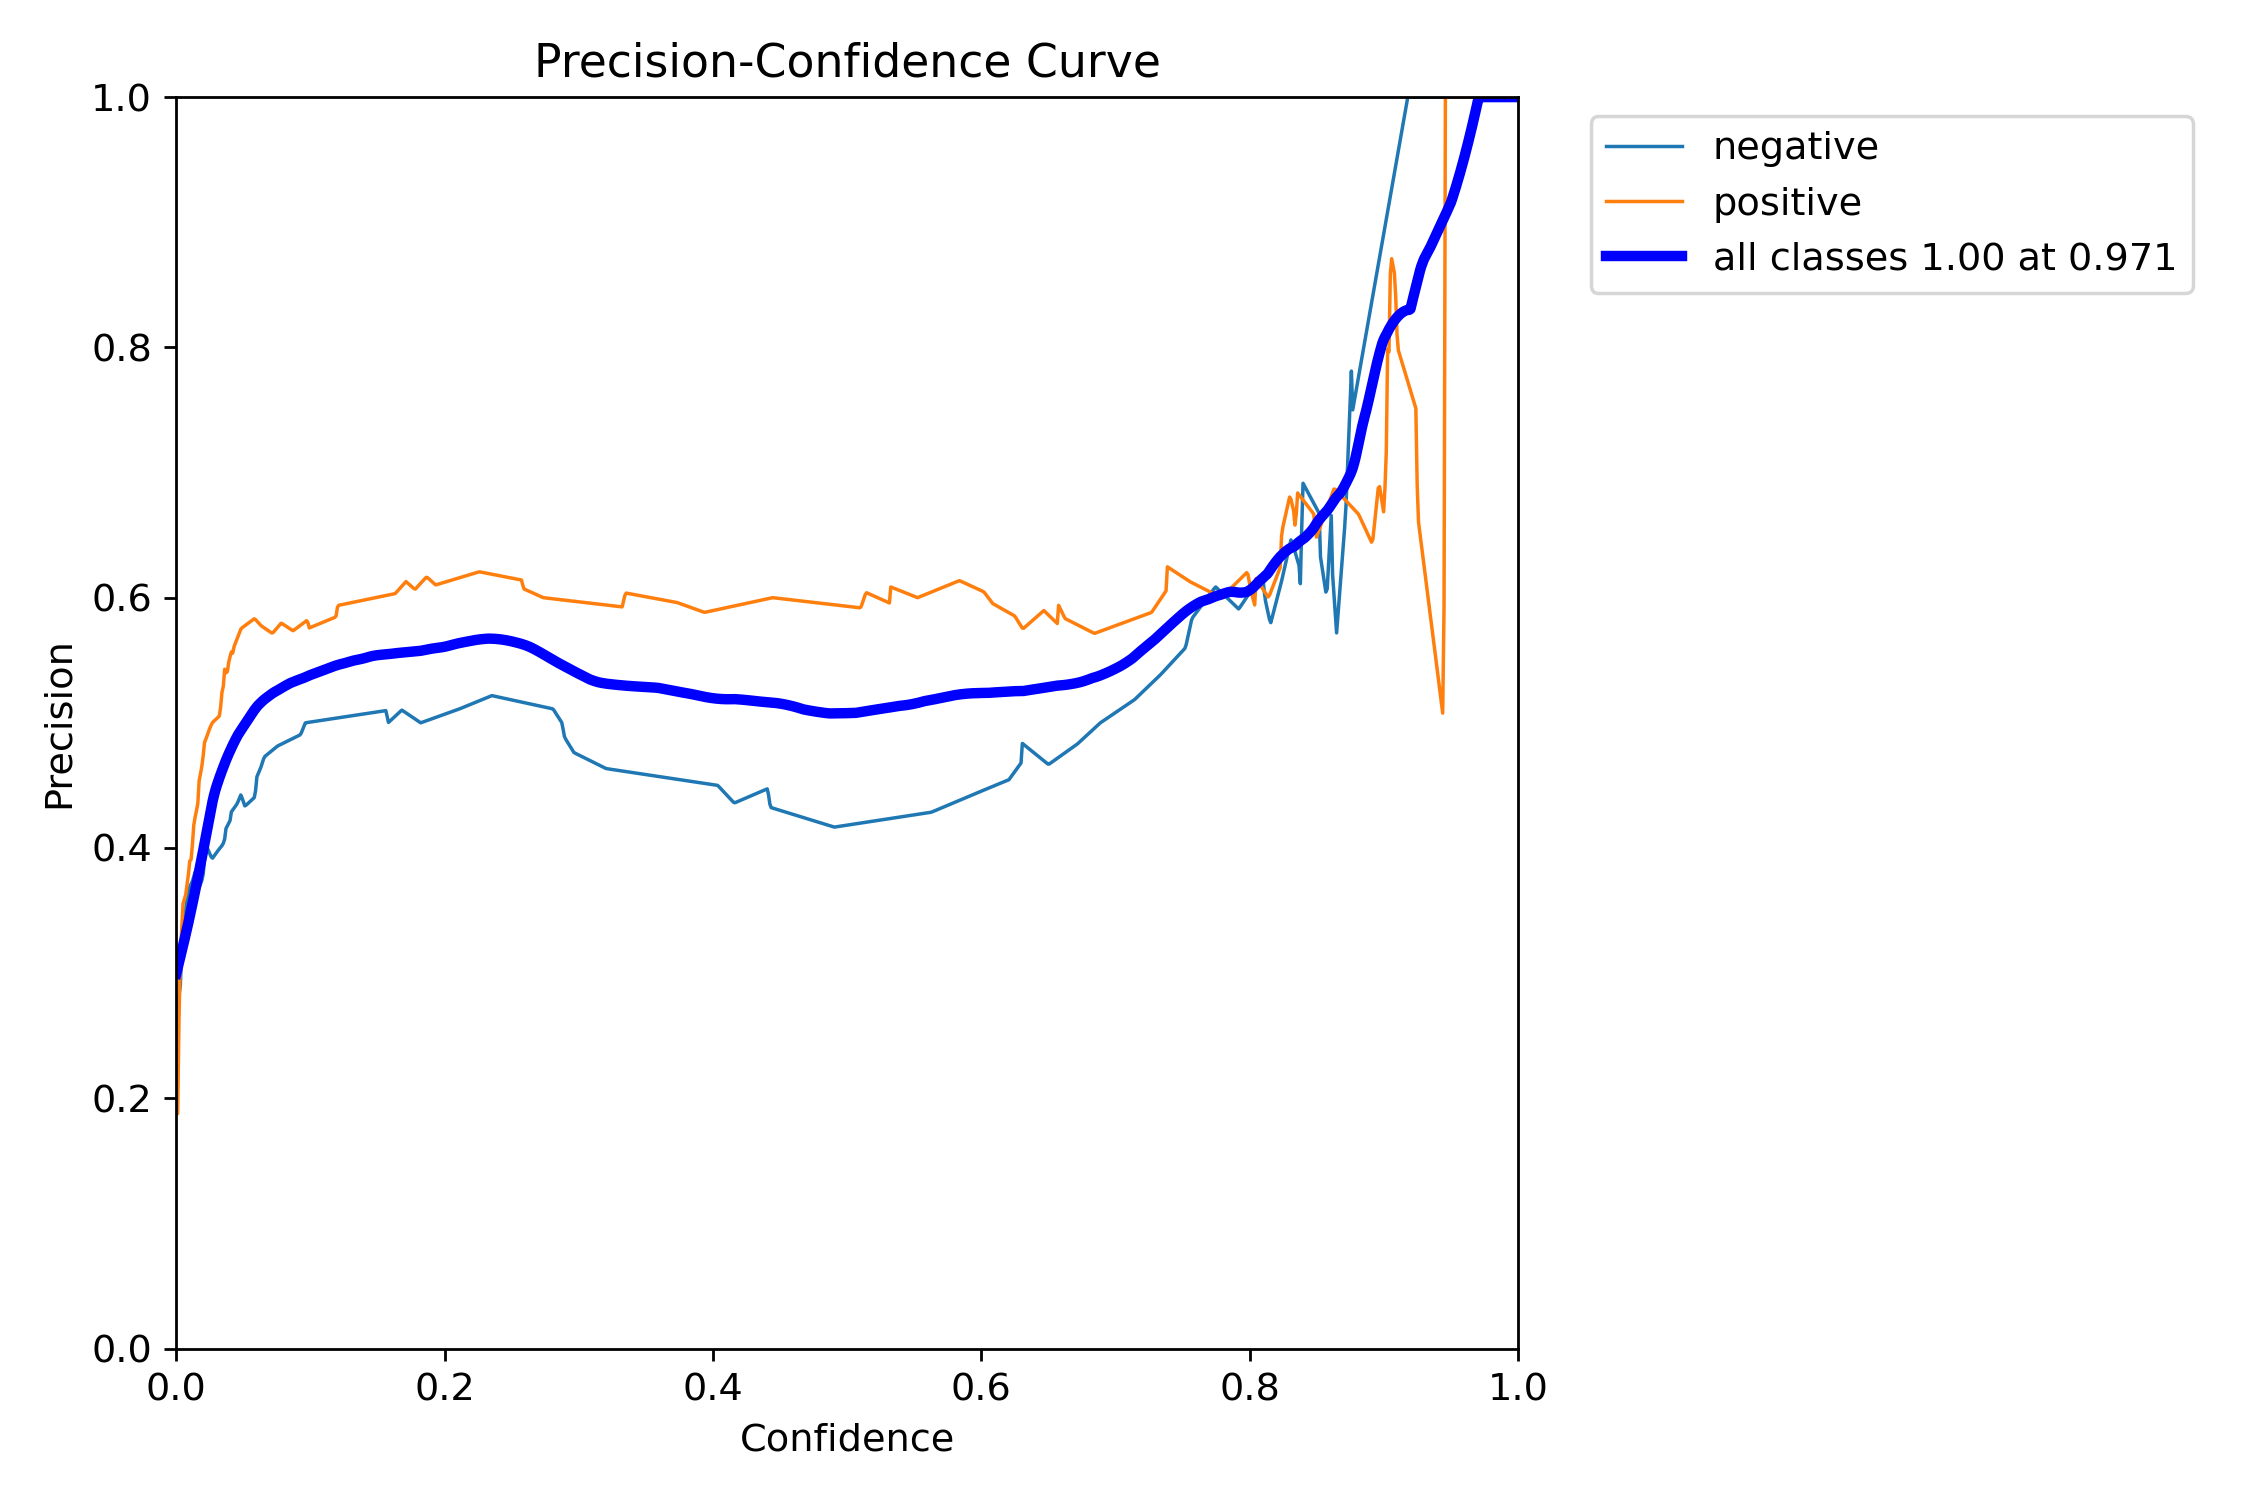 Precision-Confidence Curve
negative
positive
all classes 1.00 at 0.971
Precision
1.0
0.8
0.6
0.4
0.2
0.0
0.0 0.2 0.4 0.6 0.8 1.0
Confidence